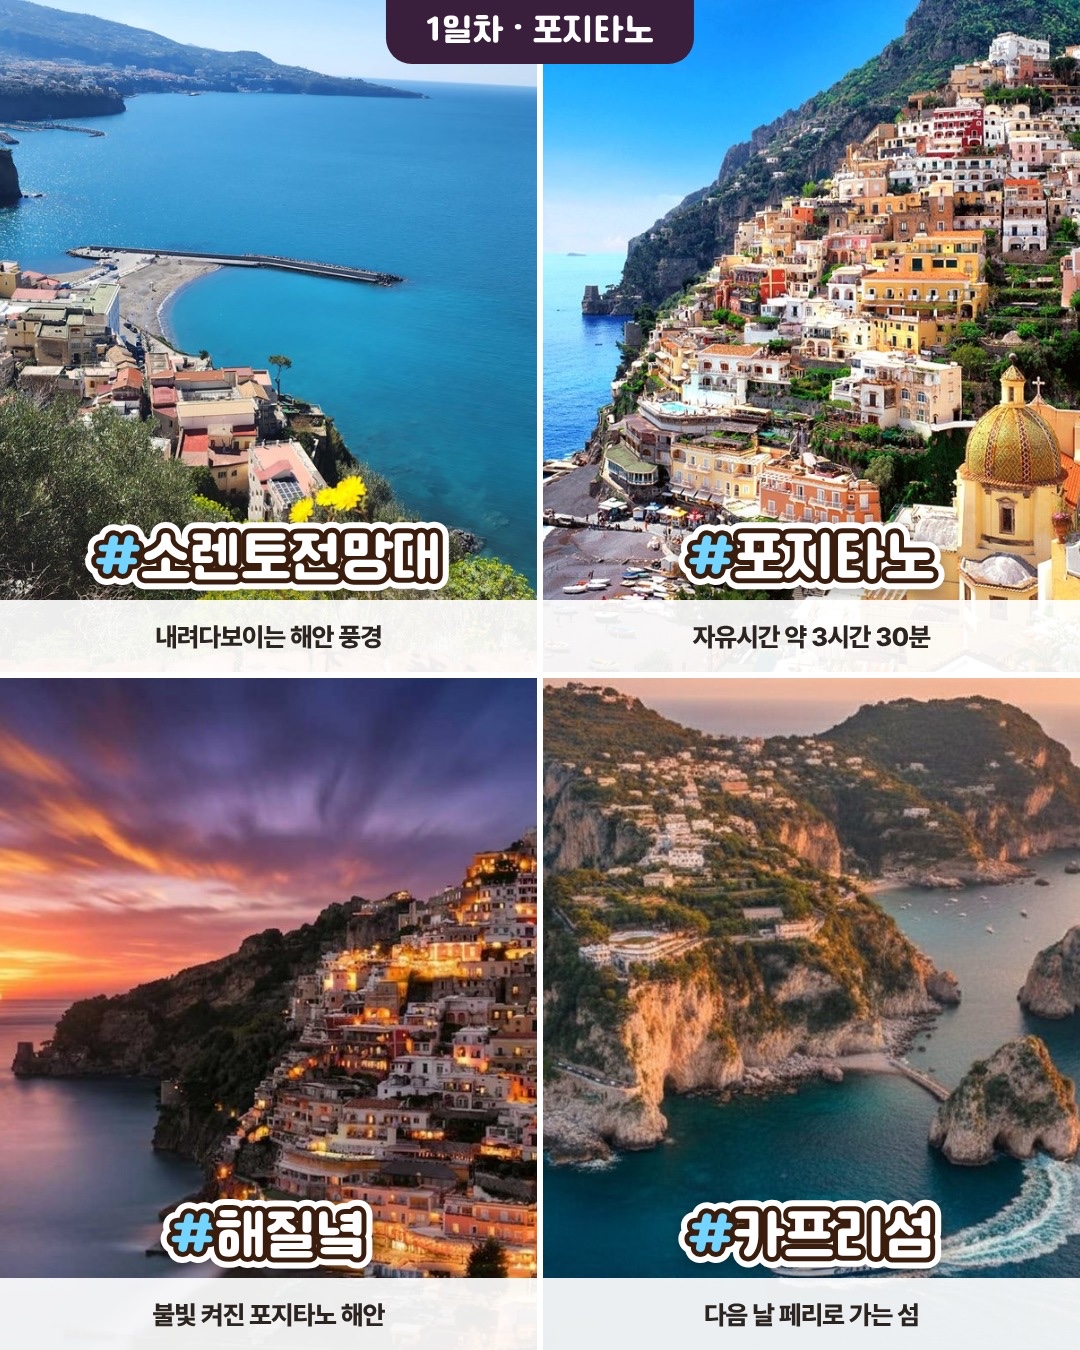 1일차 · 포지타노
#소렌토전망대
내려다보이는 해안 풍경
#포지타노
자유시간 약 3시간 30분
#해질녘
불빛 켜진 포지타노 해안
#카프리섬
다음 날 페리로 가는 섬